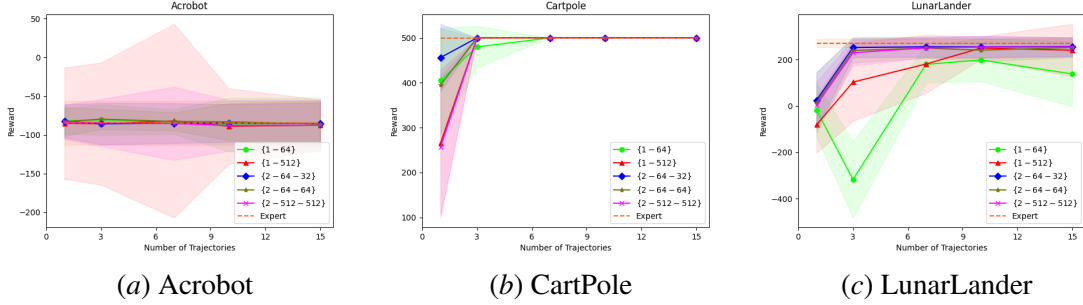 Acrobot
50
0
−50
−100
−150
−200
Reward
0 3 6 9 12 15
Number of Trajectories
{1 − 64}
{1 − 512}
{2 − 64 − 32}
{2 − 64 − 64}
{2 − 512 − 512}
Expert
(a) Acrobot
Cartpole
500
400
300
200
100
Reward
0 3 6 9 12 15
Number of Trajectories
{1 − 64}
{1 − 512}
{2 − 64 − 32}
{2 − 64 − 64}
{2 − 512 − 512}
Expert
(b) CartPole
LunarLander
200
0
−200
−400
Reward
0 3 6 9 12 15
Number of Trajectories
{1 − 64}
{1 − 512}
{2 − 64 − 32}
{2 − 64 − 64}
{2 − 512 − 512}
Expert
(c) LunarLander